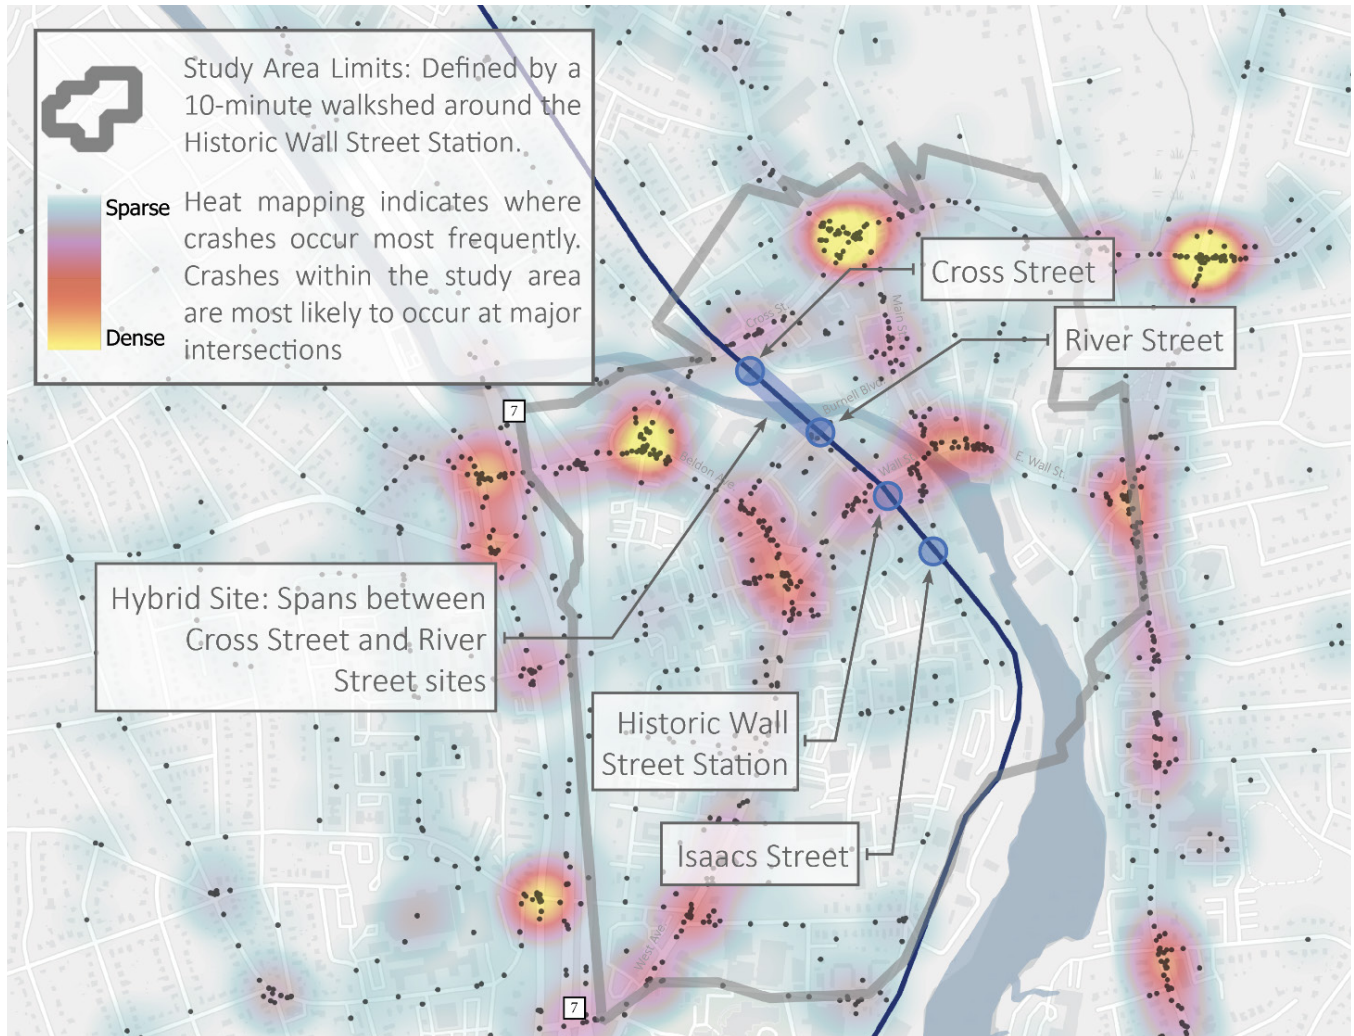 Study Area Limits: Defined by a
10-minute walkshed around the
Historic Wall Street Station.
Sparse
Dense
Heat mapping indicates where
crashes occur most frequently.
Crashes within the study area
are most likely to occur at major
intersections
Cross Street
River Street
Cross St.
Main St.
Burnell Blvd.
7
Beldon Ave.
Wall S
E. Wall St.
Hybrid Site: Spans between
Cross Street and River
Street sites
Historic Wall
Street Station
Isaacs Street
West Ave.
7